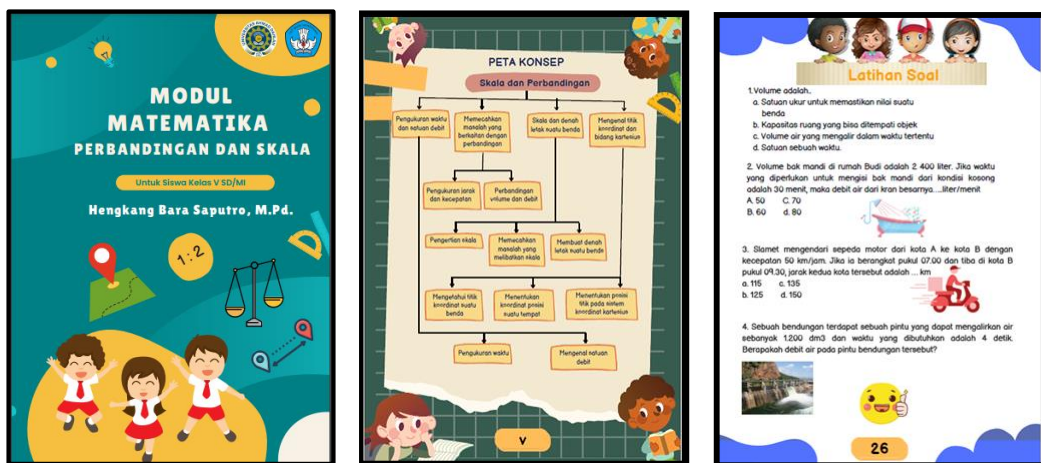 MODUL
MATEMATIKA
PERBANDINGAN DAN SKALA
Untuk Siswa Kelas V SD/MI
Hengkang Bara Saputro, M.Pd.
1:2
PETA KONSEP
Skala dan Perbandingan
Pengukuran waktu
dan satuan debit
Memecahkan
masalah yang
berkaitan dengan
perbandingan
Skala dan denah
letak suatu benda
Mengenal titik
koordinat dan
bidang kartesius
Pengukuran jarak
dan kecepatan
Perbandingan
volume dan debit
Pengertian skala
Memecahkan
masalah yang
melibatkan skala
Membuat denah
letak suatu benda
Mengetahui titik
koordinat suatu
benda
Menentukan
koordinat posisi
suatu tempat
Menentukan posisi
titik pada sistem
koordinat kartesius
Pengukuran waktu
Mengenal satuan
debit
V
Latihan Soal
1.Volume adalah..
a. Satuan ukur untuk memastikan nilai suatu
benda
b. Kapasitas ruang yang bisa ditempati objek
c. Volume air yang mengalir dalam waktu tertentu
d. Satuan sebuah waktu.
2. Volume bak mandi di rumah Budi adalah 2 400 liter. Jika waktu
yang diperlukan untuk mengisi bak mandi dari kondisi kosong
adalah 30 menit, maka debit air dari kran besarnya....liter/menit
A. 50 C. 70
B. 60 d. 80
3. Slamet mengendari sepeda motor dari kota A ke kota B dengan
kecepatan 50 km/jam. Jika ia berangkat pukul 07.00 dan tiba di kota B
pukul 09.30, jarak kedua kota tersebut adalah ... km
a. 115 c. 135
b. 125 d. 150
4. Sebuah bendungan terdapat sebuah pintu yang dapat mengalirkan air
sebanyak 1.200 dm3 dan waktu yang dibutuhkan adalah 4 detik.
Berapakah debit air pada pintu bendungan tersebut?
26